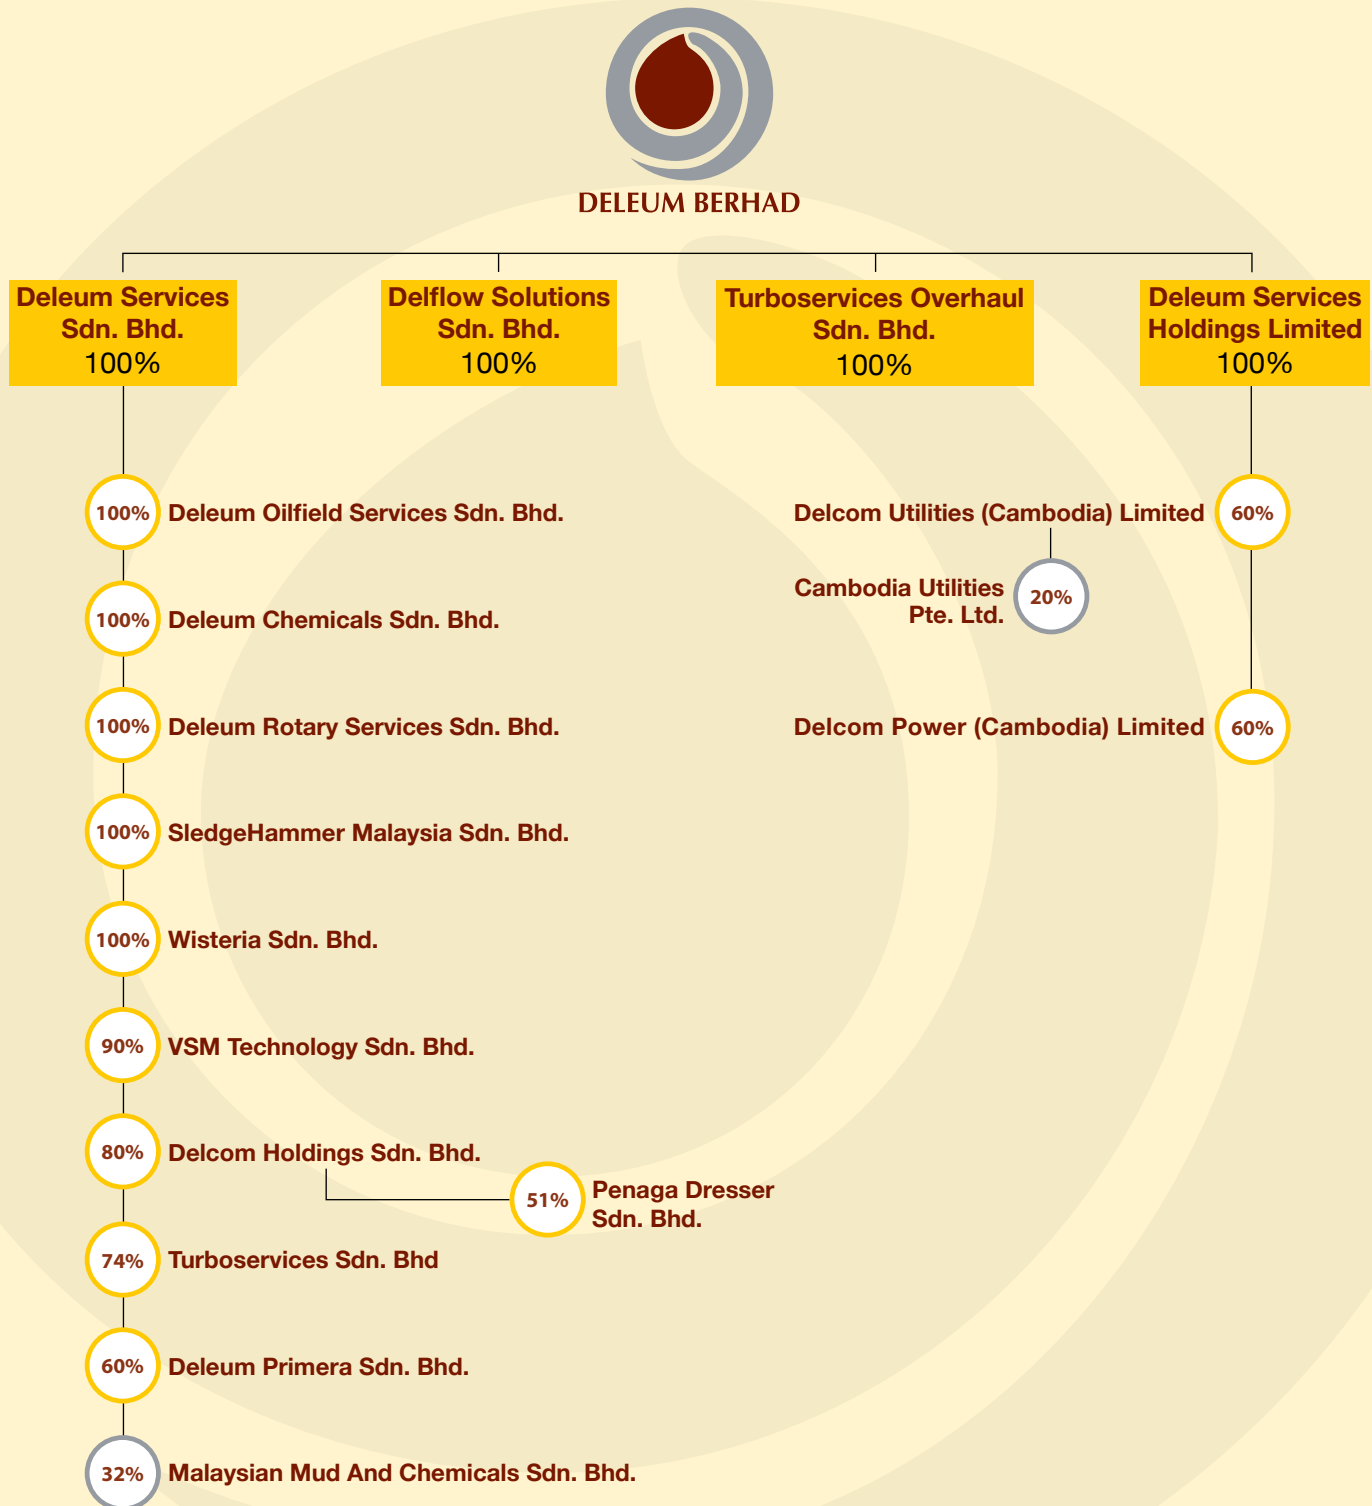 DELEUM BERHAD
Deleum Services
Sdn. Bhd.
100%
Delflow Solutions
Sdn. Bhd.
100%
Turboservices Overhaul
Sdn. Bhd.
100%
Deleum Services
Holdings Limited
100%
100% Deleum Oilfield Services Sdn. Bhd.
100% Deleum Chemicals Sdn. Bhd.
100% Deleum Rotary Services Sdn. Bhd.
100% SledgeHammer Malaysia Sdn. Bhd.
100% Wisteria Sdn. Bhd.
90% VSM Technology Sdn. Bhd.
80% Delcom Holdings Sdn. Bhd.
51%
Penaga Dresser
Sdn. Bhd.
74% Turboservices Sdn. Bhd
60% Deleum Primera Sdn. Bhd.
32% Malaysian Mud And Chemicals Sdn. Bhd.
Delcom Utilities (Cambodia) Limited 60%
Cambodia Utilities
Pte. Ltd.
20%
Delcom Power (Cambodia) Limited 60%